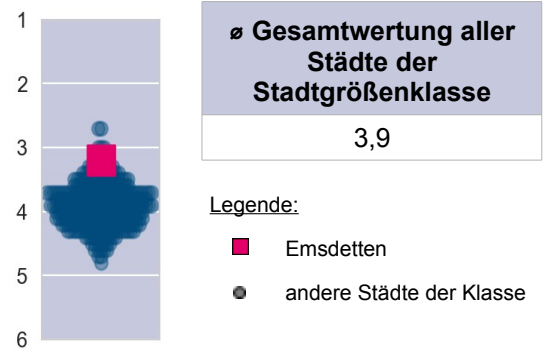 1
2
3
4
5
6
ø Gesamtwertung aller
Städte der
Stadtgrößenklasse
3,9
Legende:
Emsdetten
andere Städte der Klasse